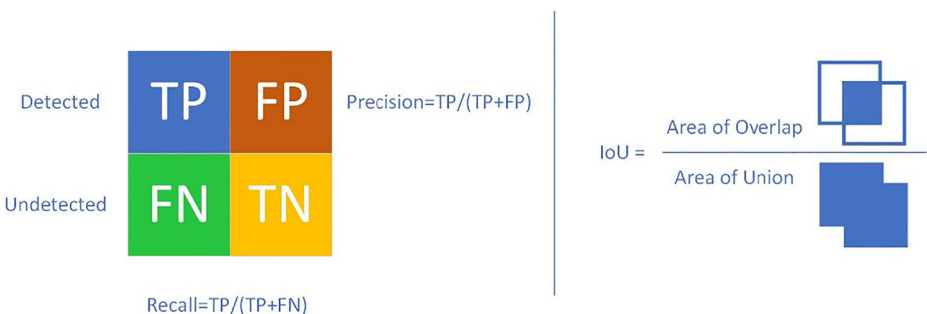 Detected
TP
FP
Precision=TP/(TP+FP)
Undetected
FN
TN
Recall=TP/(TP+FN)
IoU =
Area of Overlap
Area of Union